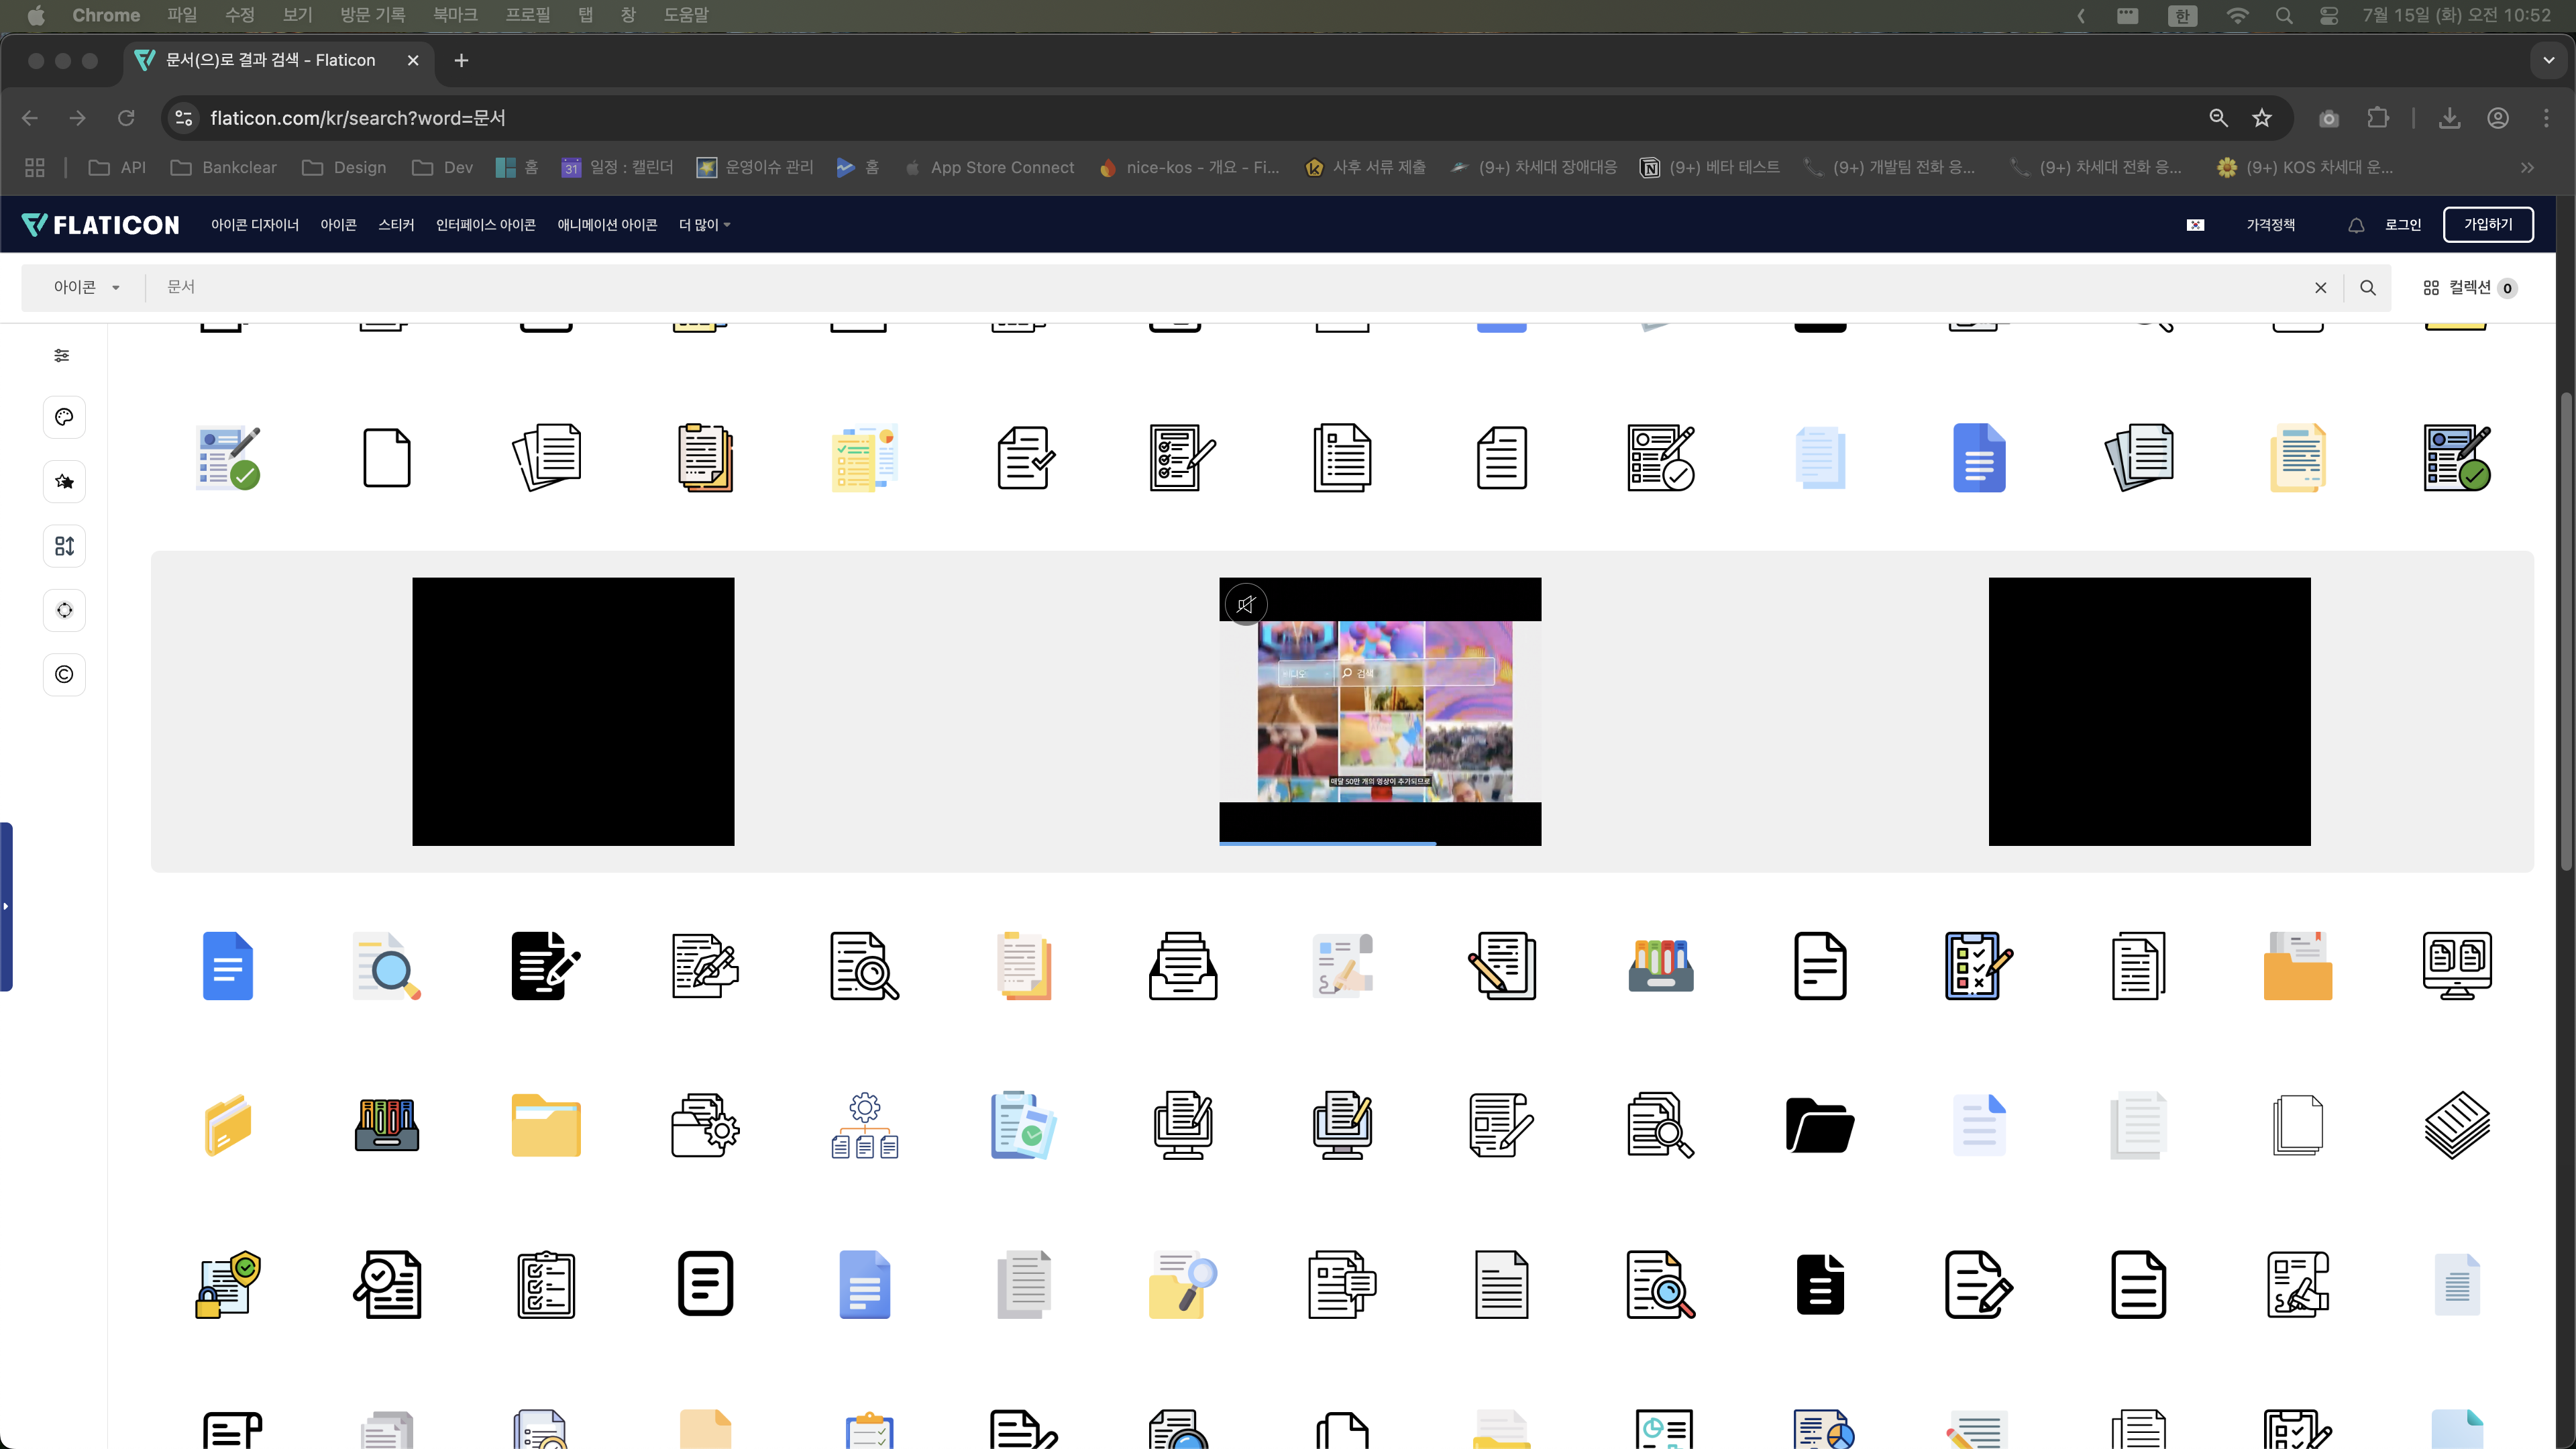 Chrome 파일 수정 보기 방문 기록 북마크 프로필 탭 창 도움말 한 7월 15일 (화) 오전 10:52
문서(으)로 결과 검색 - Flaticon
flaticon.com/kr/search?word=문서
API Bankclear Design Dev 홈 31 일정 : 캘린더 운영이슈 관리 홈 App Store Connect nice-kos - 개요 - Fi... 사후 서류 제출 (9+) 차세대 장애대응 (9+) 베타 테스트 (9+) 개발팀 전화 응... (9+) 차세대 전화 응... (9+) KOS 차세대 운...
FLATICON 아이콘 디자이너 아이콘 스티커 인터페이스 아이콘 애니메이션 아이콘 더 많이 가격정책 로그인 가입하기
아이콘 문서 컬렉션 0
검색
매달 50만 개의 영상이 추가되므로